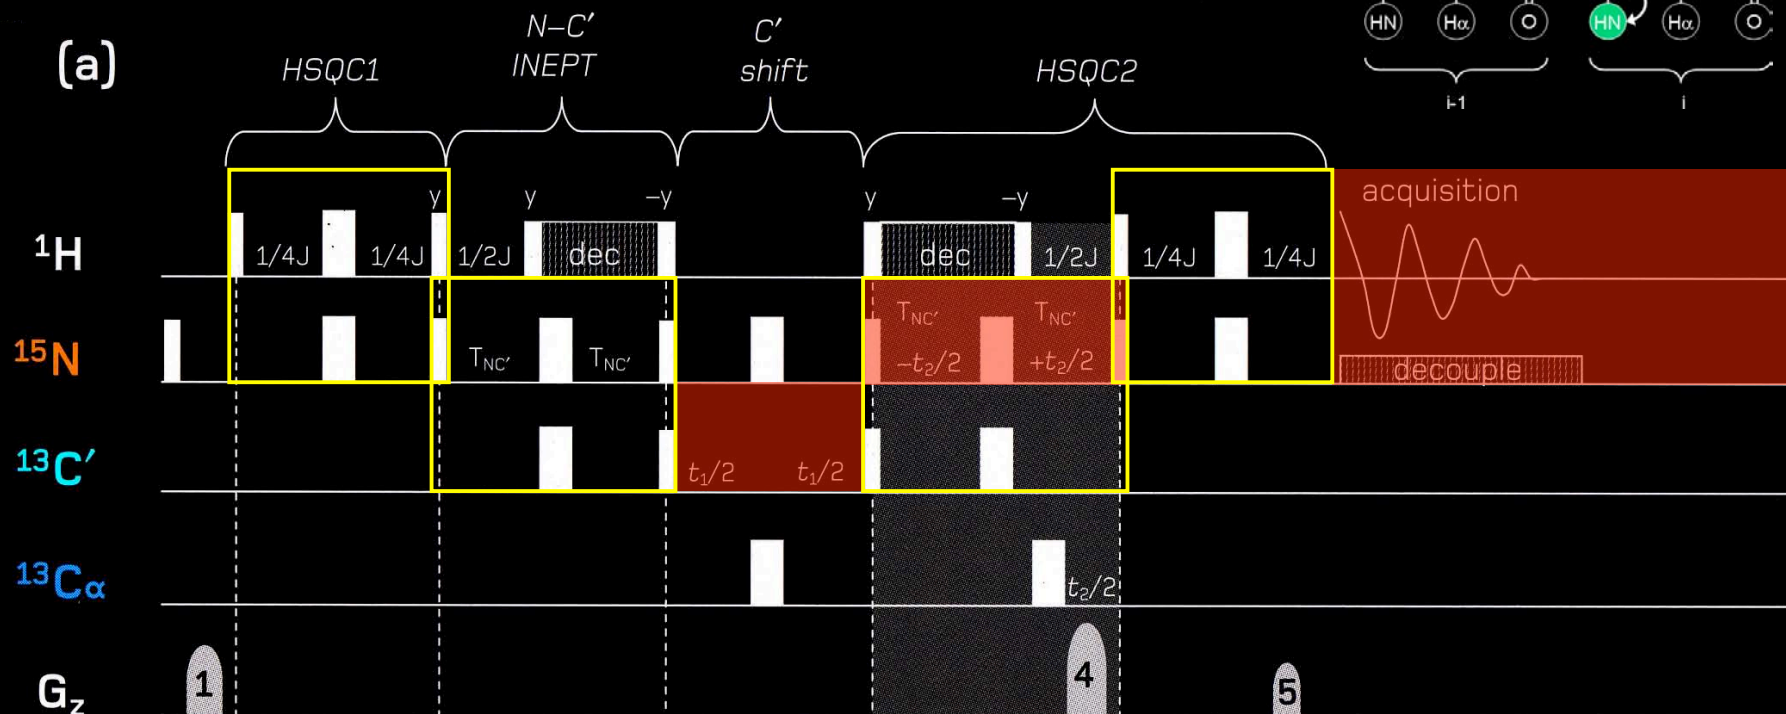 HN Hα O HN Hα O
i-1 i
(a)
HSQC1
N–C′
INEPT
C′
shift
HSQC2
y y −y y −y acquisition
¹H 1/4J 1/4J 1/2J dec dec 1/2J 1/4J 1/4J
T_NC′ T_NC′
¹⁵N T_NC′ T_NC′ −t₂/2 +t₂/2 decouple
¹³C′ t₁/2 t₁/2
¹³Cα t₂/2
G_z 1 4 5